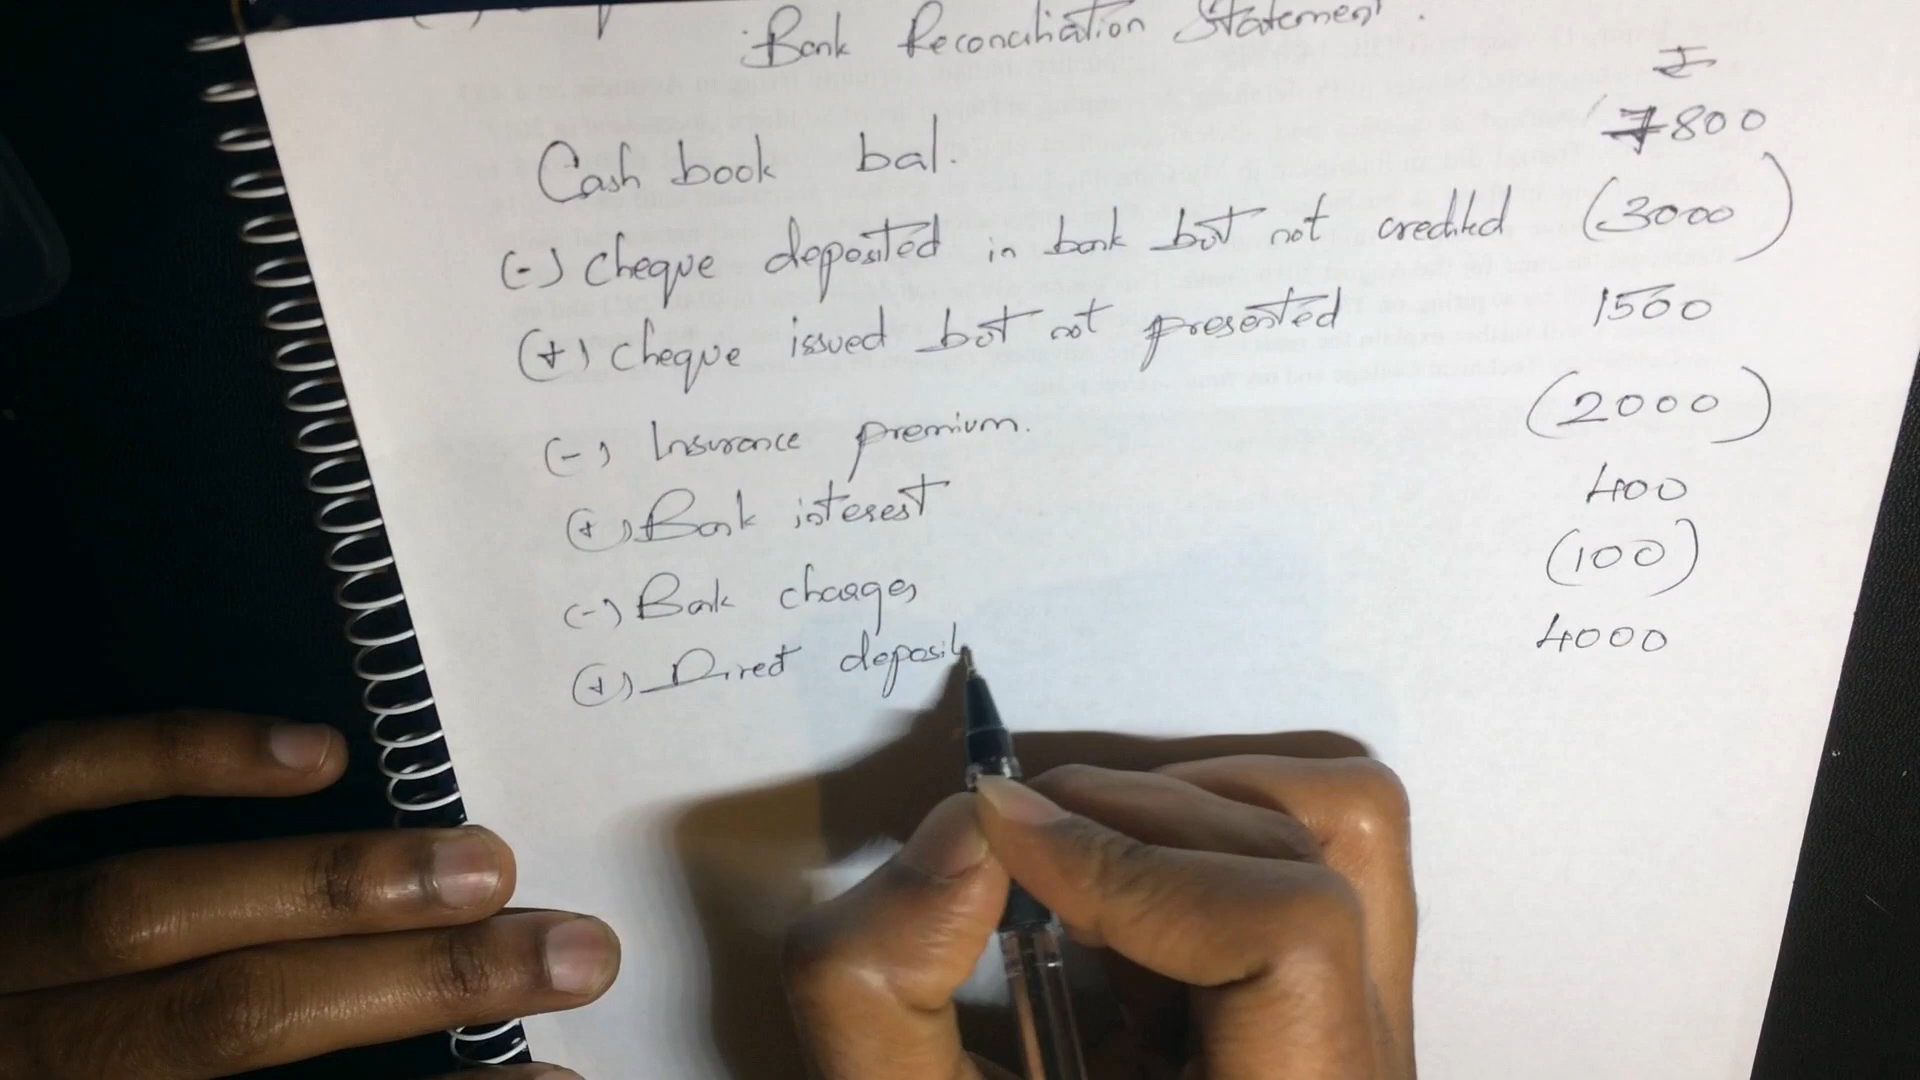 Bank Reconciliation Statement.
₹
Cash book bal. 7800
(-) Cheque deposited in bank but not credited (3000)
(+) Cheque issued but not presented 1500
(-) Insurance premium. (2000)
(+) Bank interest 400
(-) Bank charges (100)
(+) Direct deposit 4000